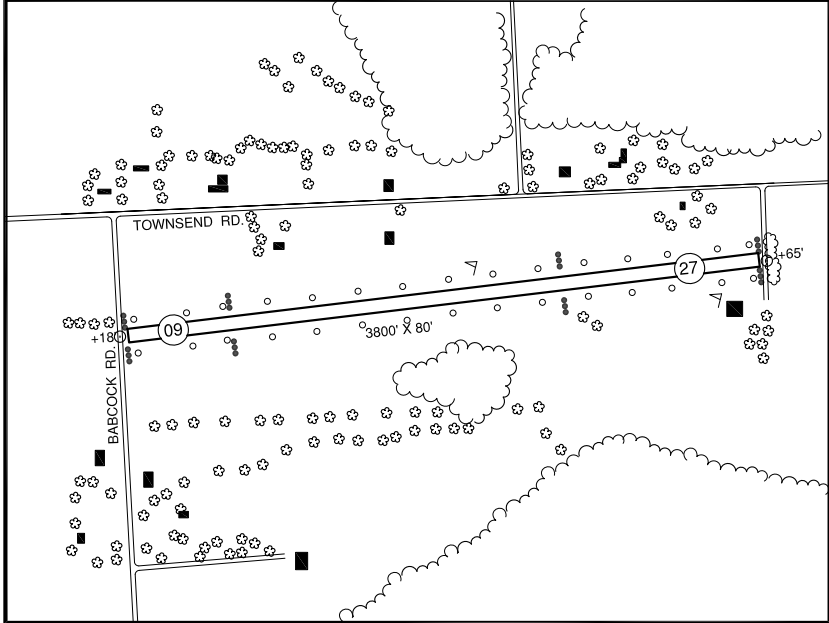 TOWNSEND RD.
+65'
27
09
3800' X 80'
+18
BABCOCK RD.